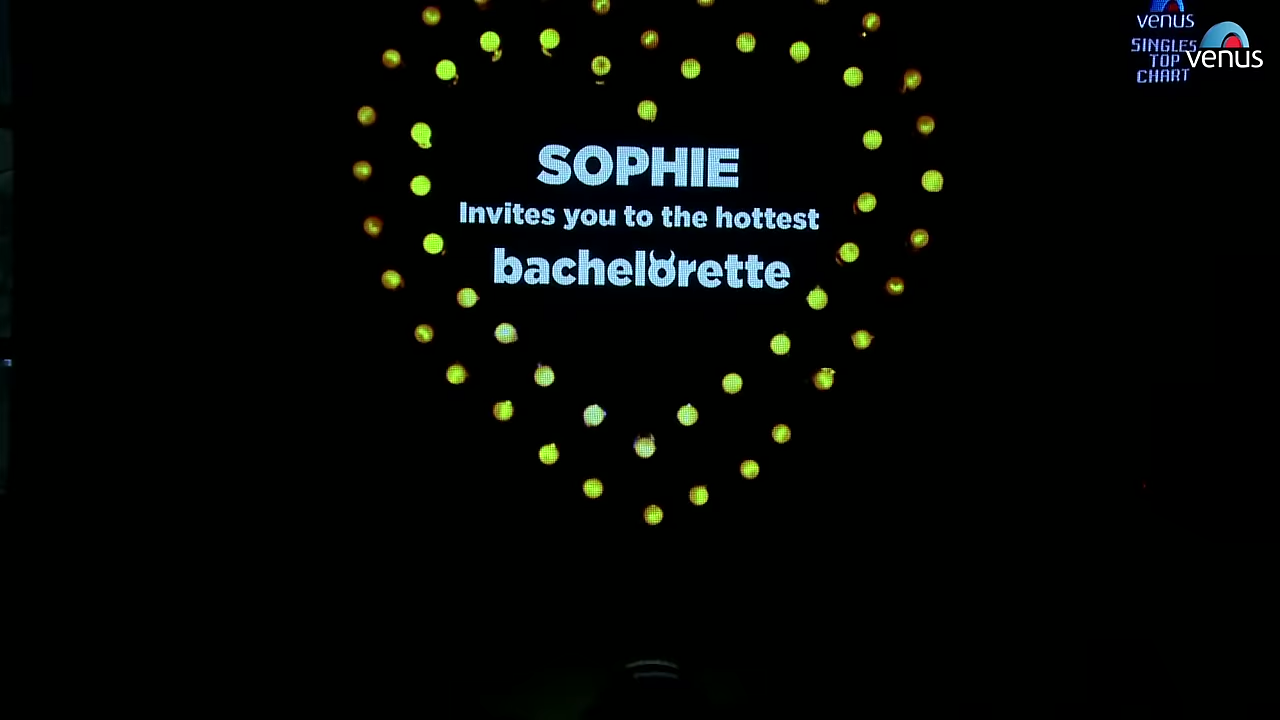 SOPHIE
Invites you to the hottest
bachelorette
venus
SINGLES
TOP
CHART
venus